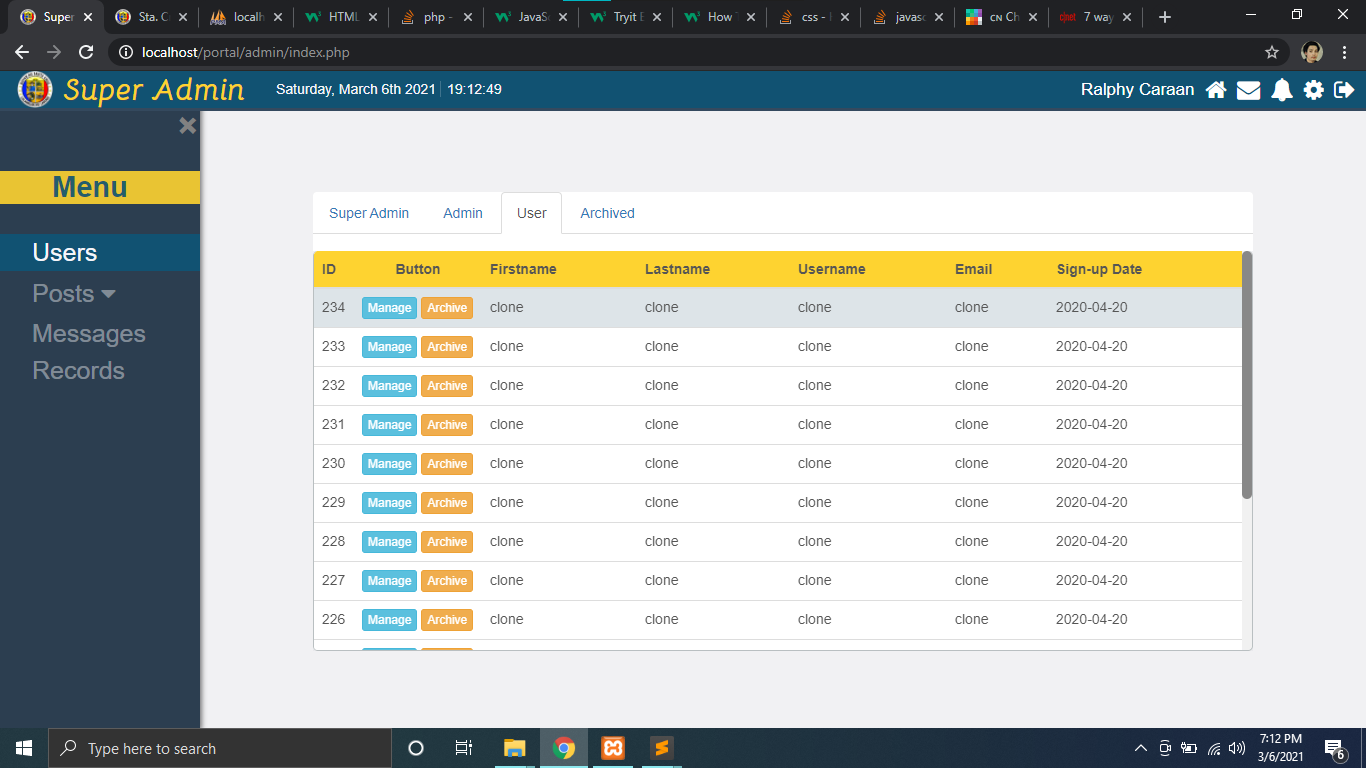 Super
Sta. C
localh
HTML
php -
JavaSc
Tryit E
How
css -
javasc
CN Ch
7 way
localhost/portal/admin/index.php
Super Admin
Saturday, March 6th 2021 19:12:49
Ralphy Caraan
Menu
Users
Posts
Messages
Records
Super Admin Admin User Archived
ID Button Firstname Lastname Username Email Sign-up Date
234 Manage Archive clone clone clone clone 2020-04-20
233 Manage Archive clone clone clone clone 2020-04-20
232 Manage Archive clone clone clone clone 2020-04-20
231 Manage Archive clone clone clone clone 2020-04-20
230 Manage Archive clone clone clone clone 2020-04-20
229 Manage Archive clone clone clone clone 2020-04-20
228 Manage Archive clone clone clone clone 2020-04-20
227 Manage Archive clone clone clone clone 2020-04-20
226 Manage Archive clone clone clone clone 2020-04-20
Type here to search
7:12 PM
3/6/2021
6